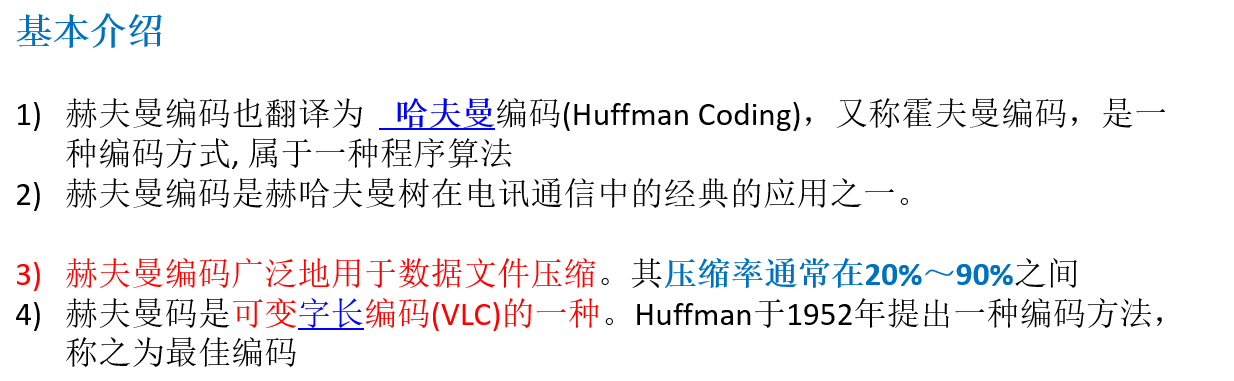 基本介绍
1) 赫夫曼编码也翻译为 哈夫曼编码(Huffman Coding)，又称霍夫曼编码，是一
种编码方式, 属于一种程序算法
2) 赫夫曼编码是赫哈夫曼树在电讯通信中的经典的应用之一。
3) 赫夫曼编码广泛地用于数据文件压缩。其压缩率通常在20%～90%之间
4) 赫夫曼码是可变字长编码(VLC)的一种。Huffman于1952年提出一种编码方法，
称之为最佳编码